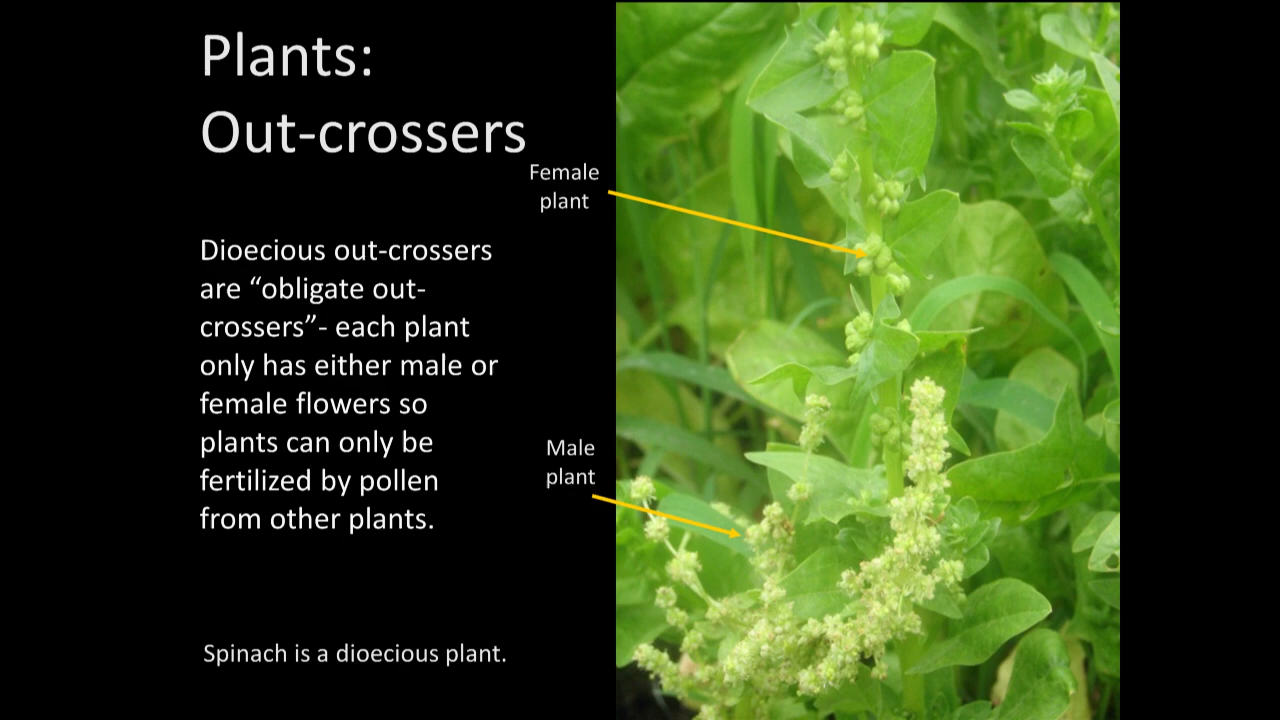 Plants:
Out-crossers
Female
plant
Dioecious out-crossers
are “obligate out-
crossers”- each plant
only has either male or
female flowers so
plants can only be
fertilized by pollen
from other plants.
Male
plant
Spinach is a dioecious plant.